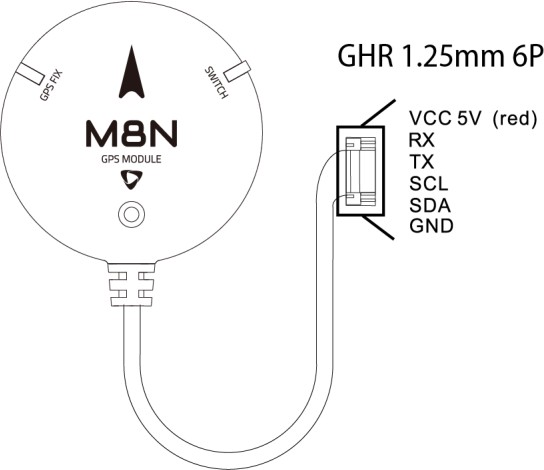 GHR 1.25mm 6P
GPS FIX
SWITCH
M8N
GPS MODULE
VCC 5V (red)
RX
TX
SCL
SDA
GND